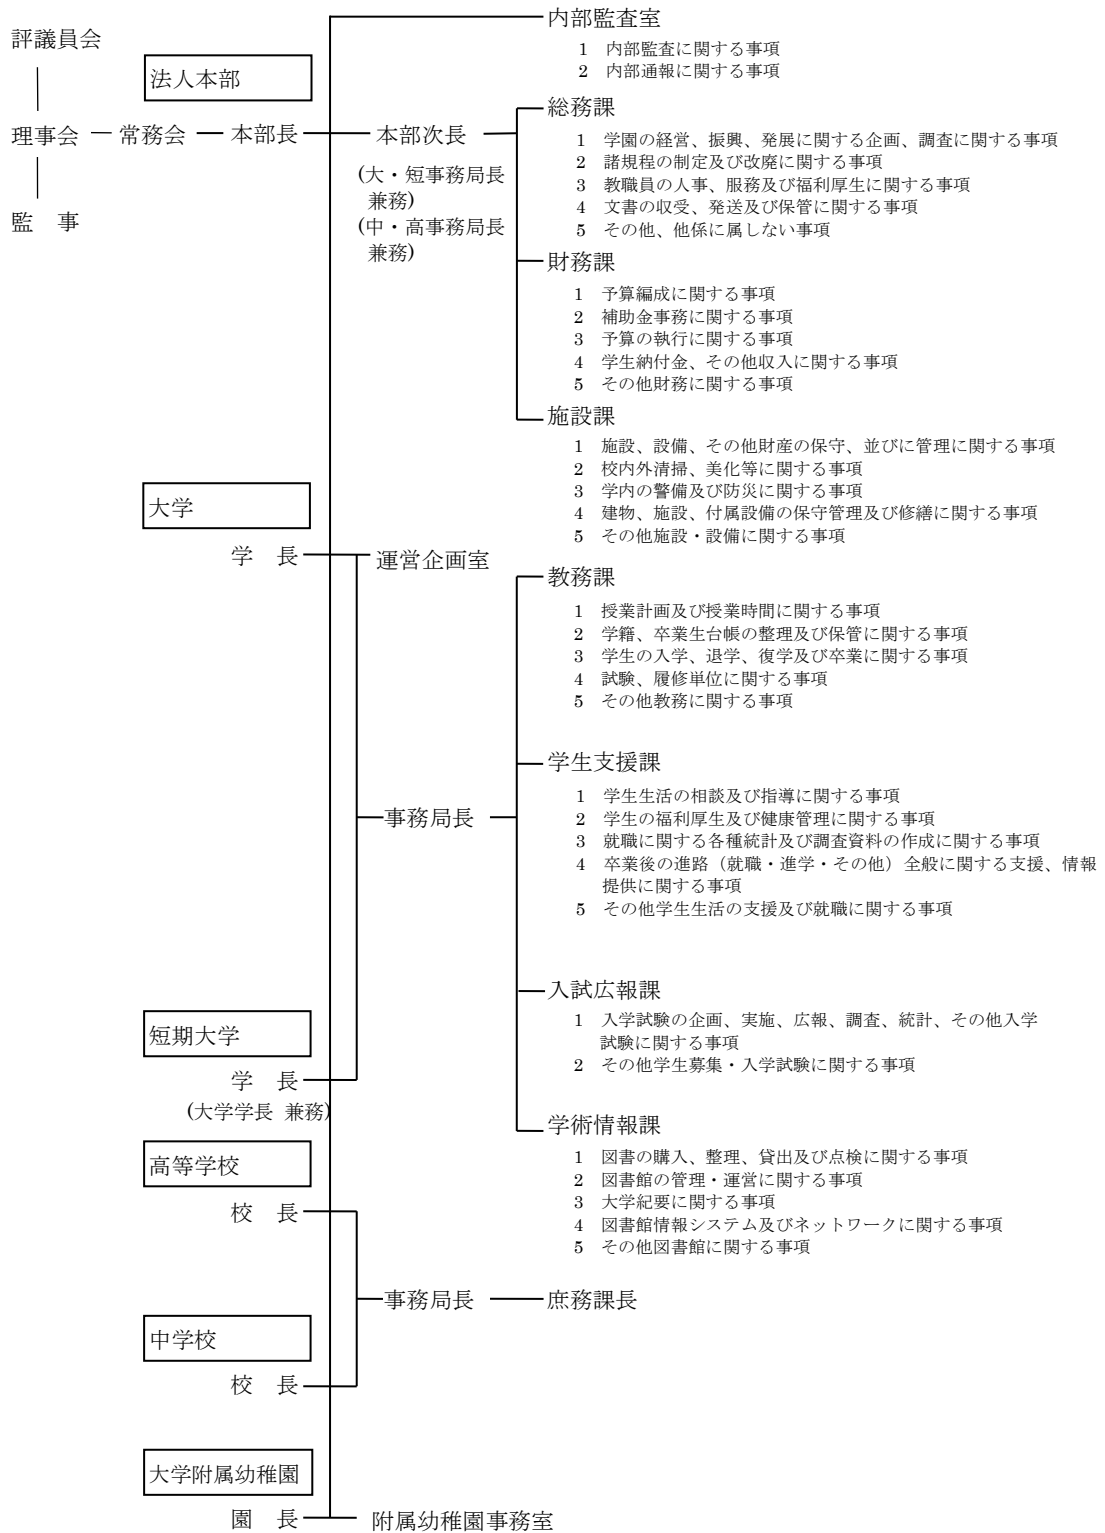 内部監査室
1 内部監査に関する事項
2 内部通報に関する事項
評議員会
法人本部
理事会 常務会 本部長 本部次長
(大・短事務局長
兼務)
(中・高事務局長
兼務)
監 事
総務課
1 学園の経営、振興、発展に関する企画、調査に関する事項
2 諸規程の制定及び改廃に関する事項
3 教職員の人事、服務及び福利厚生に関する事項
4 文書の収受、発送及び保管に関する事項
5 その他、他係に属しない事項
財務課
1 予算編成に関する事項
2 補助金事務に関する事項
3 予算の執行に関する事項
4 学生納付金、その他収入に関する事項
5 その他財務に関する事項
施設課
1 施設、設備、その他財産の保守、並びに管理に関する事項
2 校内外清掃、美化等に関する事項
3 学内の警備及び防災に関する事項
4 建物、施設、付属設備の保守管理及び修繕に関する事項
5 その他施設・設備に関する事項
大学
学 長 運営企画室
教務課
1 授業計画及び授業時間に関する事項
2 学籍、卒業生台帳の整理及び保管に関する事項
3 学生の入学、退学、復学及び卒業に関する事項
4 試験、履修単位に関する事項
5 その他教務に関する事項
学生支援課
1 学生生活の相談及び指導に関する事項
2 学生の福利厚生及び健康管理に関する事項
3 就職に関する各種統計及び調査資料の作成に関する事項
4 卒業後の進路（就職・進学・その他）全般に関する支援、情報
提供に関する事項
5 その他学生生活の支援及び就職に関する事項
事務局長
入試広報課
1 入学試験の企画、実施、広報、調査、統計、その他入学
試験に関する事項
2 その他学生募集・入学試験に関する事項
短期大学
学 長
(大学学長 兼務)
学術情報課
1 図書の購入、整理、貸出及び点検に関する事項
2 図書館の管理・運営に関する事項
3 大学紀要に関する事項
4 図書館情報システム及びネットワークに関する事項
5 その他図書館に関する事項
高等学校
校 長
事務局長 庶務課長
中学校
校 長
大学附属幼稚園
園 長 附属幼稚園事務室